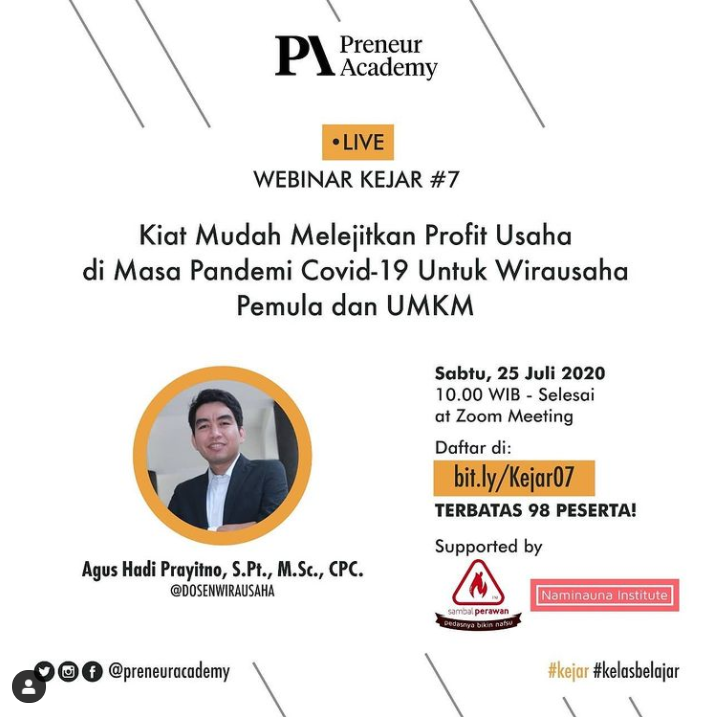 PA Preneur
Academy
•LIVE
WEBINAR KEJAR #7
Kiat Mudah Melejitkan Profit Usaha
di Masa Pandemi Covid-19 Untuk Wirausaha
Pemula dan UMKM
Agus Hadi Prayitno, S.Pt., M.Sc., CPC.
@DOSENWIRAUSAHA
Sabtu, 25 Juli 2020
10.00 WIB - Selesai
at Zoom Meeting
Daftar di:
bit.ly/Kejar07
TERBATAS 98 PESERTA!
Supported by
TM
sambal perawan
pedasnya bikin nafsu
Naminauna Institute
@preneuracademy
#kejar #kelasbelajar